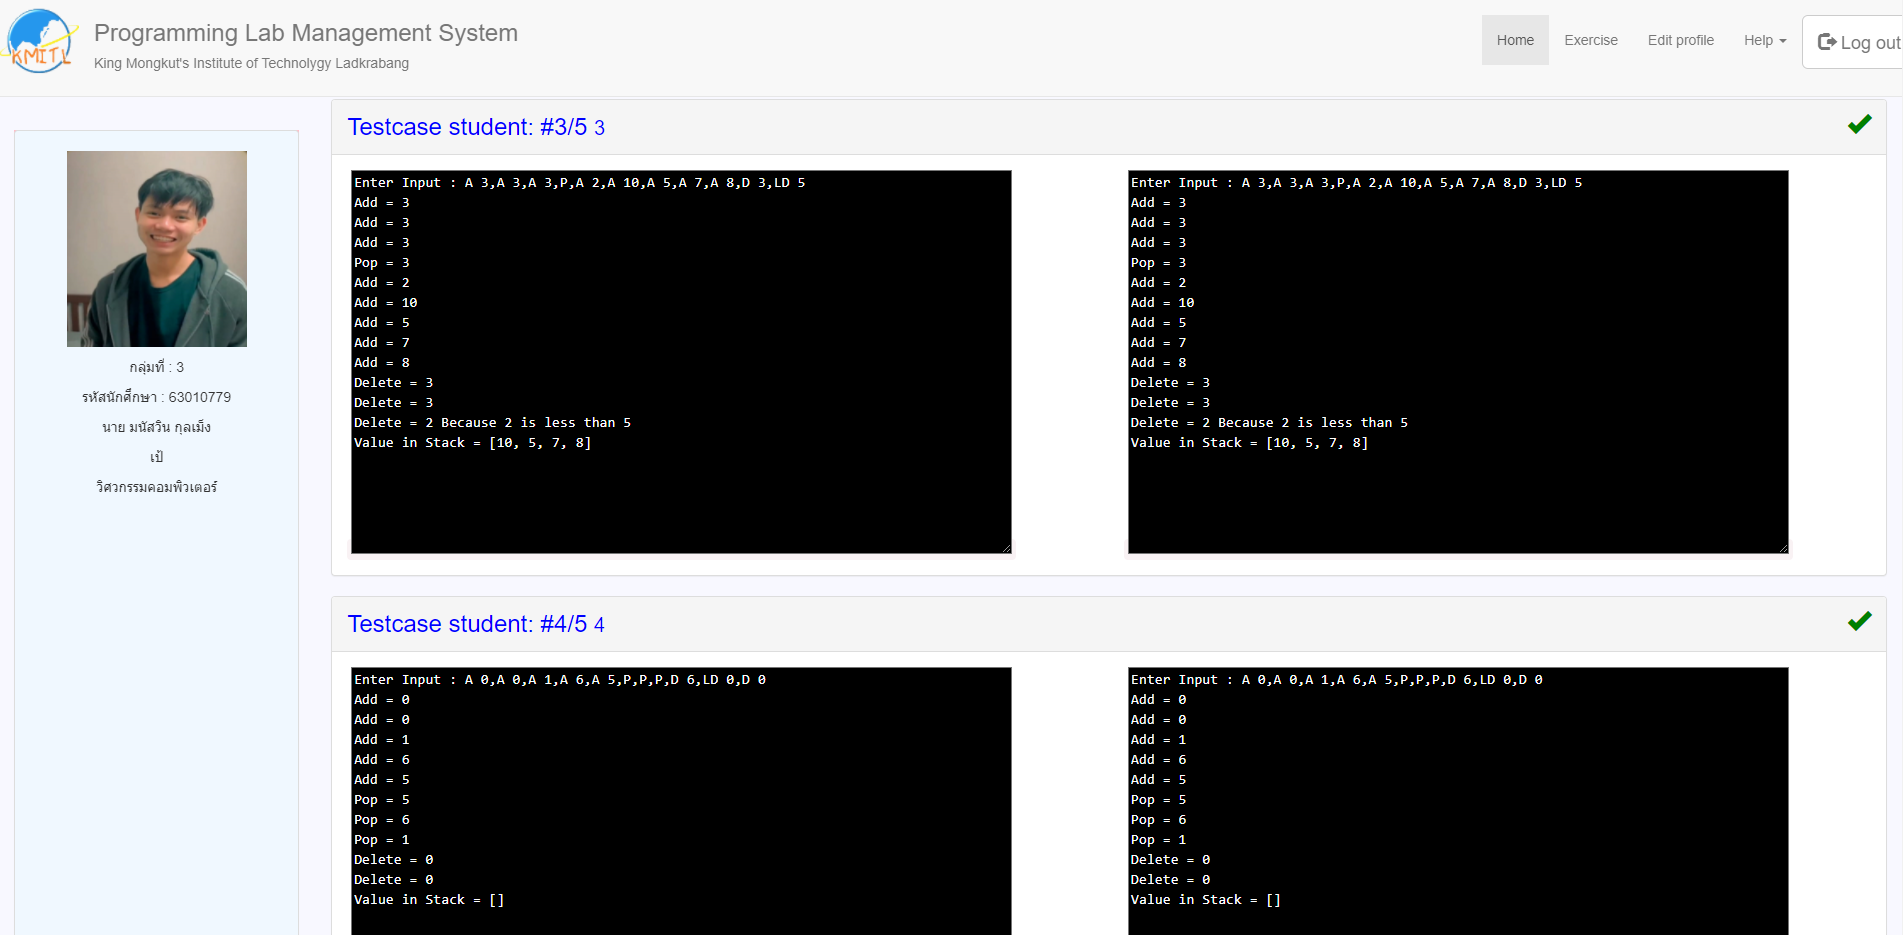 KMITL
Programming Lab Management System
King Mongkut's Institute of Technolygy Ladkrabang
Home
Exercise
Edit profile
Help
Log out
กลุ่มที่ : 3
รหัสนักศึกษา : 63010779
นาย มนัสวิน กุลเม็ง
เป้
วิศวกรรมคอมพิวเตอร์
Testcase student: #3/5 3
Enter Input : A 3,A 3,A 3,P,A 2,A 10,A 5,A 7,A 8,D 3,LD 5
Add = 3
Add = 3
Add = 3
Pop = 3
Add = 2
Add = 10
Add = 5
Add = 7
Add = 8
Delete = 3
Delete = 3
Delete = 2 Because 2 is less than 5
Value in Stack = [10, 5, 7, 8]
Enter Input : A 3,A 3,A 3,P,A 2,A 10,A 5,A 7,A 8,D 3,LD 5
Add = 3
Add = 3
Add = 3
Pop = 3
Add = 2
Add = 10
Add = 5
Add = 7
Add = 8
Delete = 3
Delete = 3
Delete = 2 Because 2 is less than 5
Value in Stack = [10, 5, 7, 8]
Testcase student: #4/5 4
Enter Input : A 0,A 0,A 1,A 6,A 5,P,P,P,D 6,LD 0,D 0
Add = 0
Add = 0
Add = 1
Add = 6
Add = 5
Pop = 5
Pop = 6
Pop = 1
Delete = 0
Delete = 0
Value in Stack = []
Enter Input : A 0,A 0,A 1,A 6,A 5,P,P,P,D 6,LD 0,D 0
Add = 0
Add = 0
Add = 1
Add = 6
Add = 5
Pop = 5
Pop = 6
Pop = 1
Delete = 0
Delete = 0
Value in Stack = []